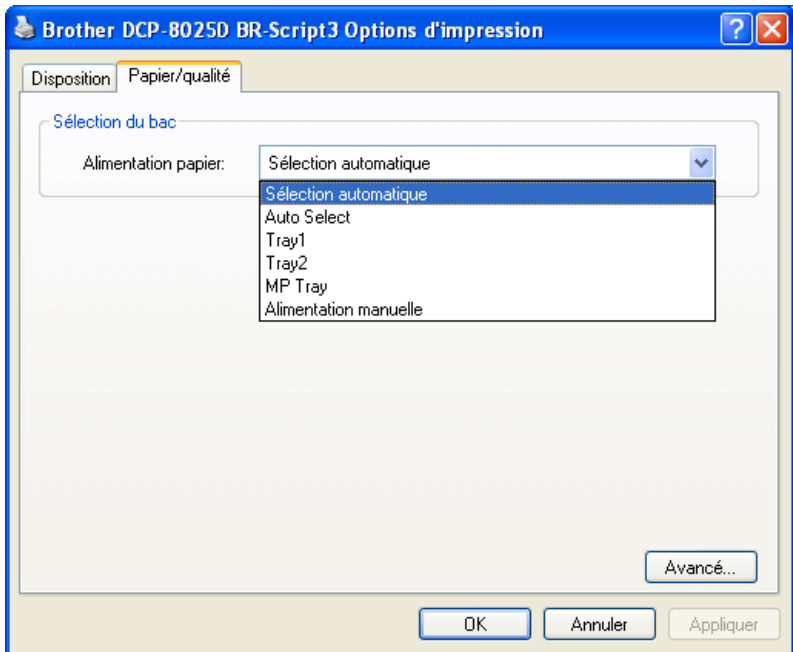 Brother DCP-8025D BR-Script3 Options d'impression
Disposition Papier/qualité
Sélection du bac
Alimentation papier: Sélection automatique
Sélection automatique
Auto Select
Tray1
Tray2
MP Tray
Alimentation manuelle
Avancé...
OK Annuler Appliquer